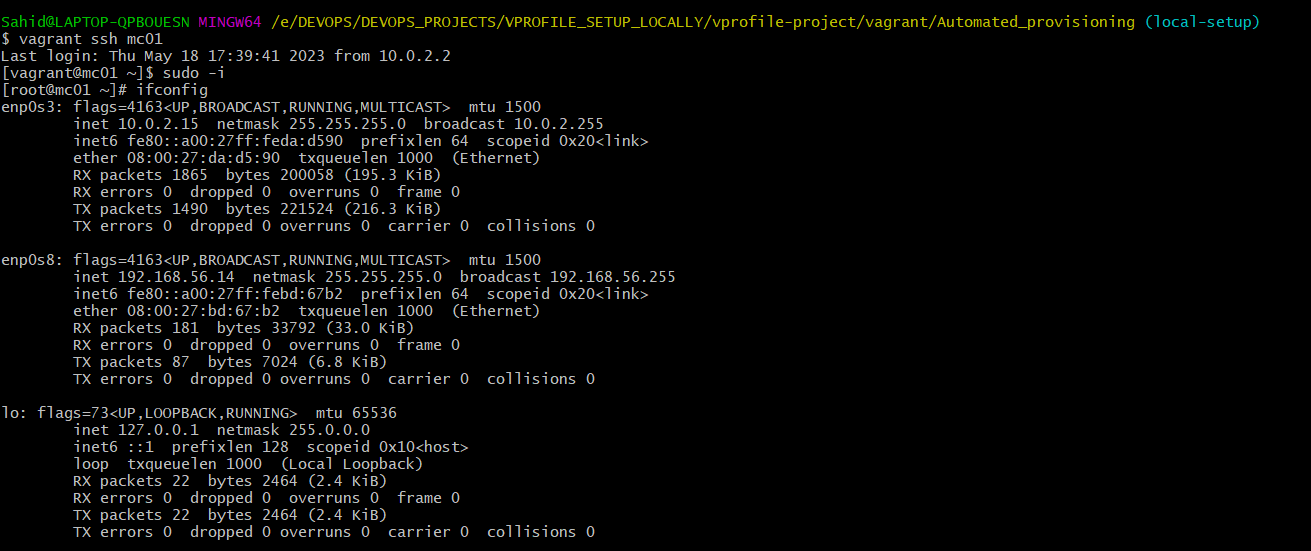 Sahid@LAPTOP-QPBOUESN MINGW64 /e/DEVOPS/DEVOPS_PROJECTS/VPROFILE_SETUP_LOCALLY/vprofile-project/vagrant/Automated_provisioning (local-setup)
$ vagrant ssh mc01
Last login: Thu May 18 17:39:41 2023 from 10.0.2.2
[vagrant@mc01 ~]$ sudo -i
[root@mc01 ~]# ifconfig
enp0s3: flags=4163<UP,BROADCAST,RUNNING,MULTICAST>  mtu 1500
        inet 10.0.2.15  netmask 255.255.255.0  broadcast 10.0.2.255
        inet6 fe80::a00:27ff:feda:d590  prefixlen 64  scopeid 0x20<link>
        ether 08:00:27:da:d5:90  txqueuelen 1000  (Ethernet)
        RX packets 1865  bytes 200058 (195.3 KiB)
        RX errors 0  dropped 0  overruns 0  frame 0
        TX packets 1490  bytes 221524 (216.3 KiB)
        TX errors 0  dropped 0 overruns 0  carrier 0  collisions 0

enp0s8: flags=4163<UP,BROADCAST,RUNNING,MULTICAST>  mtu 1500
        inet 192.168.56.14  netmask 255.255.255.0  broadcast 192.168.56.255
        inet6 fe80::a00:27ff:febd:67b2  prefixlen 64  scopeid 0x20<link>
        ether 08:00:27:bd:67:b2  txqueuelen 1000  (Ethernet)
        RX packets 181  bytes 33792 (33.0 KiB)
        RX errors 0  dropped 0  overruns 0  frame 0
        TX packets 87  bytes 7024 (6.8 KiB)
        TX errors 0  dropped 0 overruns 0  carrier 0  collisions 0

lo: flags=73<UP,LOOPBACK,RUNNING>  mtu 65536
        inet 127.0.0.1  netmask 255.0.0.0
        inet6 ::1  prefixlen 128  scopeid 0x10<host>
        loop  txqueuelen 1000  (Local Loopback)
        RX packets 22  bytes 2464 (2.4 KiB)
        RX errors 0  dropped 0  overruns 0  frame 0
        TX packets 22  bytes 2464 (2.4 KiB)
        TX errors 0  dropped 0 overruns 0  carrier 0  collisions 0